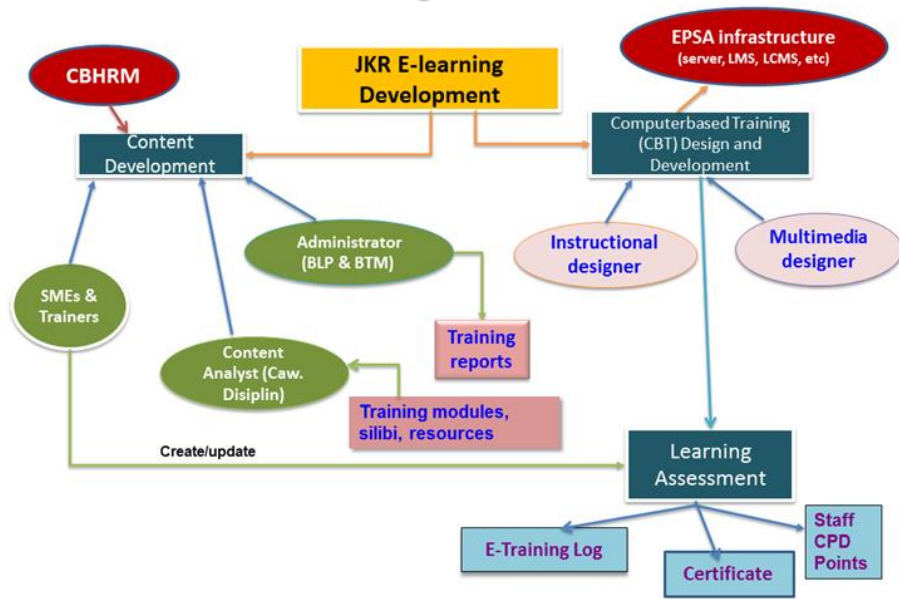 EPSA infrastructure
(server, LMS, LCMS, etc)
CBHRM
JKR E-learning
Development
Content
Development
Computerbased Training
(CBT) Design and
Development
Administrator
(BLP & BTM)
Instructional
designer
Multimedia
designer
SMEs &
Trainers
Training
reports
Content
Analyst (Caw.
Disiplin)
Training modules,
silibi, resources
Create/update
Learning
Assessment
E-Training Log
Certificate
Staff
CPD
Points